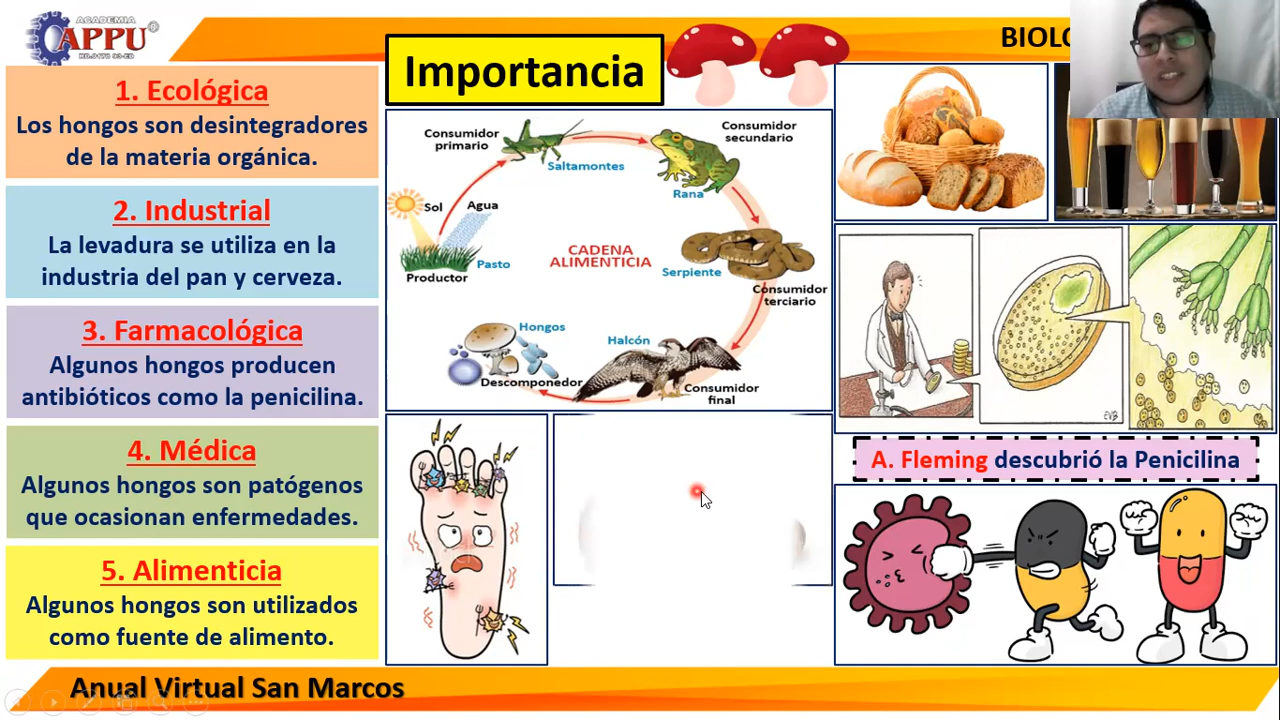 ACADEMIA
APPU
BIOLO
Importancia
1. Ecológica
Los hongos son desintegradores
de la materia orgánica.
2. Industrial
La levadura se utiliza en la
industria del pan y cerveza.
3. Farmacológica
Algunos hongos producen
antibióticos como la penicilina.
4. Médica
Algunos hongos son patógenos
que ocasionan enfermedades.
5. Alimenticia
Algunos hongos son utilizados
como fuente de alimento.
Consumidor
primario
Saltamontes
Consumidor
secundario
Rana
Sol
Agua
Pasto
Productor
CADENA
ALIMENTICIA
Serpiente
Consumidor
terciario
Hongos
Descomponedor
Halcón
Consumidor
final
EVB
A. Fleming descubrió la Penicilina
Anual Virtual San Marcos